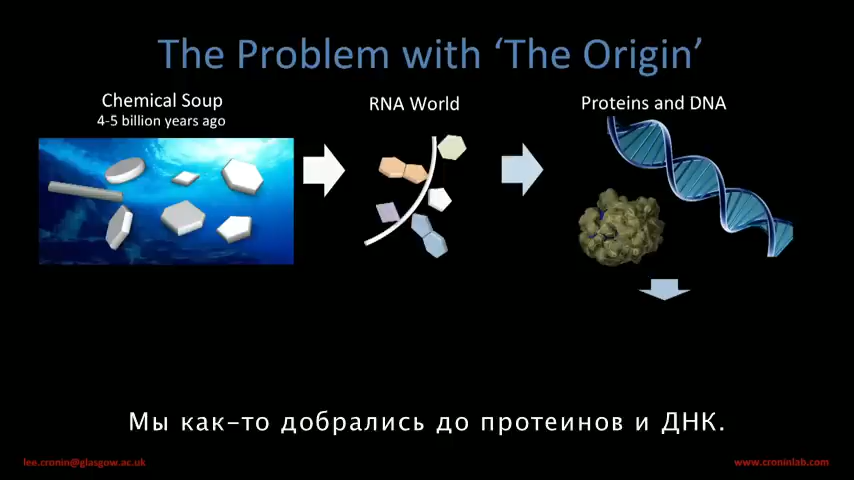 The Problem with ‘The Origin’
Chemical Soup
4-5 billion years ago
RNA World
Proteins and DNA
Мы как-то добрались до протеинов и ДНК.
lee.cronin@glasgow.ac.uk
www.croninlab.com